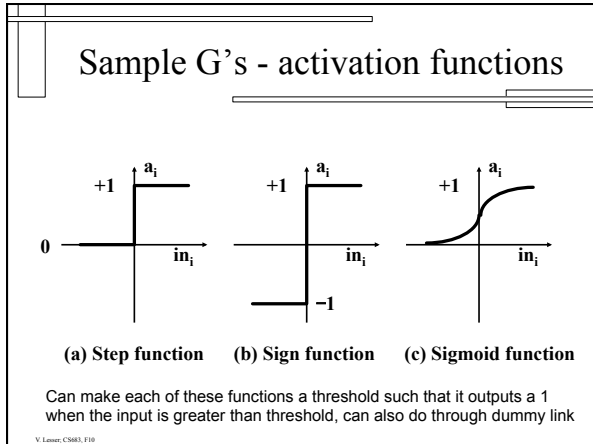 Sample G's - activation functions
a_i a_i a_i
+1 +1 +1
0 in_i in_i in_i
−1
(a) Step function (b) Sign function (c) Sigmoid function
Can make each of these functions a threshold such that it outputs a 1
when the input is greater than threshold, can also do through dummy link
V. Lesser; CS683, F10